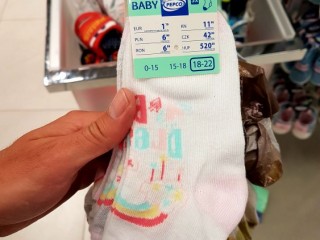 BABY PEPCO
EUR 1" KN 11"
PLN 6" CZK 42"
RON 6" HUF 520"
0-15 15-18 18-22